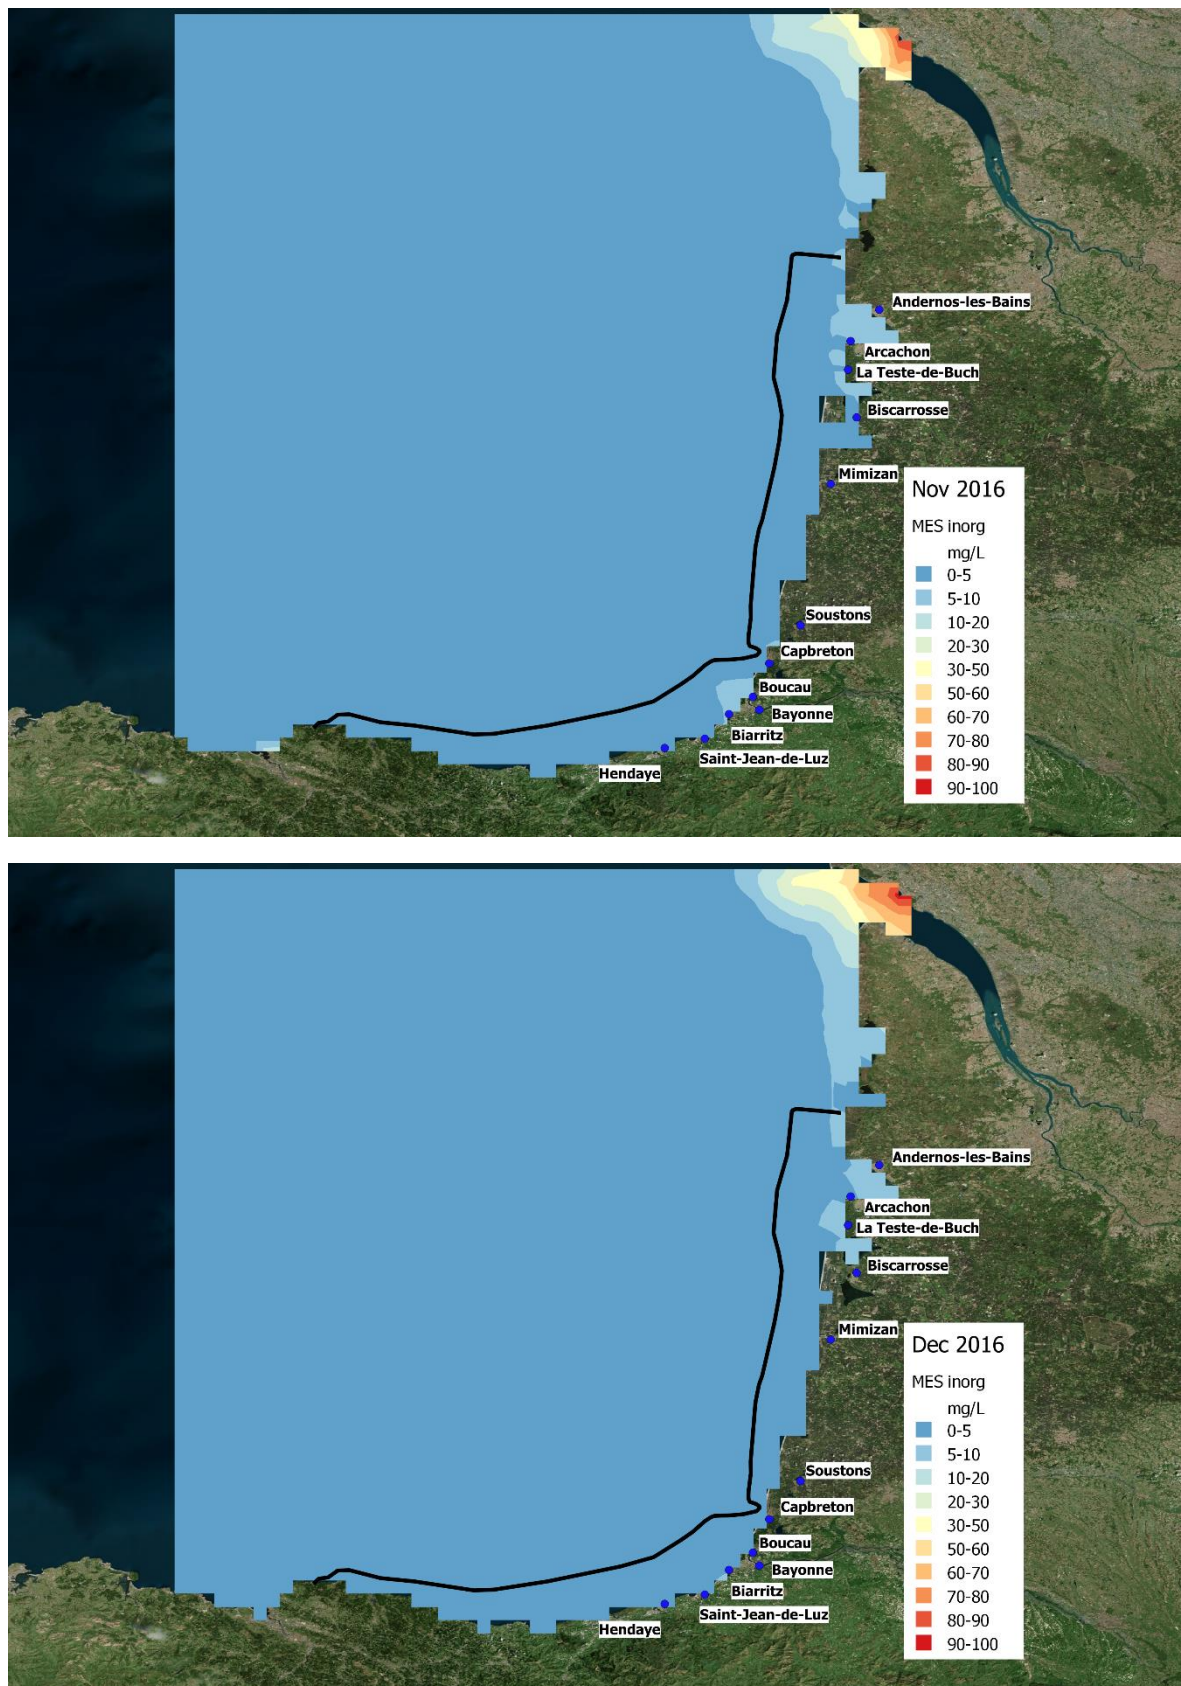 Andernos-les-Bains
Arcachon
La Teste-de-Buch
Biscarrosse
Mimizan
Nov 2016
MES inorg
mg/L
0-5
5-10
10-20
20-30
30-50
50-60
60-70
70-80
80-90
90-100
Soustons
Capbreton
Boucau
Bayonne
Biarritz
Saint-Jean-de-Luz
Hendaye
Andernos-les-Bains
Arcachon
La Teste-de-Buch
Biscarrosse
Mimizan
Dec 2016
MES inorg
mg/L
0-5
5-10
10-20
20-30
30-50
50-60
60-70
70-80
80-90
90-100
Soustons
Capbreton
Boucau
Bayonne
Biarritz
Saint-Jean-de-Luz
Hendaye